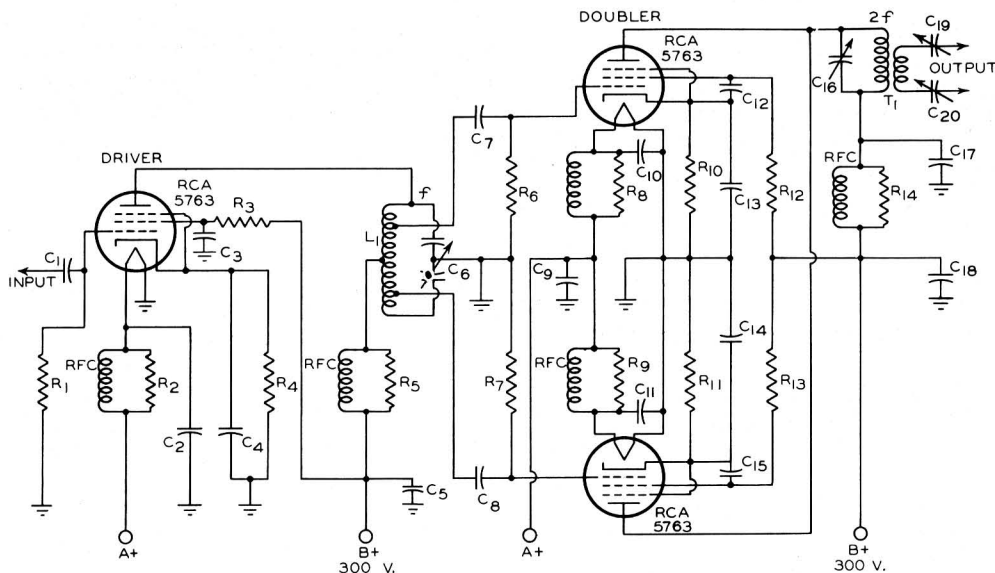 DOUBLER
RCA
5763
2f
C19
OUTPUT
C16
T1
C20
C12
C7
DRIVER
RCA
5763
R3
f
C3
L1
C6
C1
INPUT
R6
C10
R8
R10
C13
R12
RFC
R14
C17
C9
C18
RFC
R2
R1
C2
C4
R4
RFC
R5
R7
RFC
R9
C11
R11
C14
R13
C5
C8
C15
RCA
5763
A+
B+
300 V.
A+
B+
300 V.